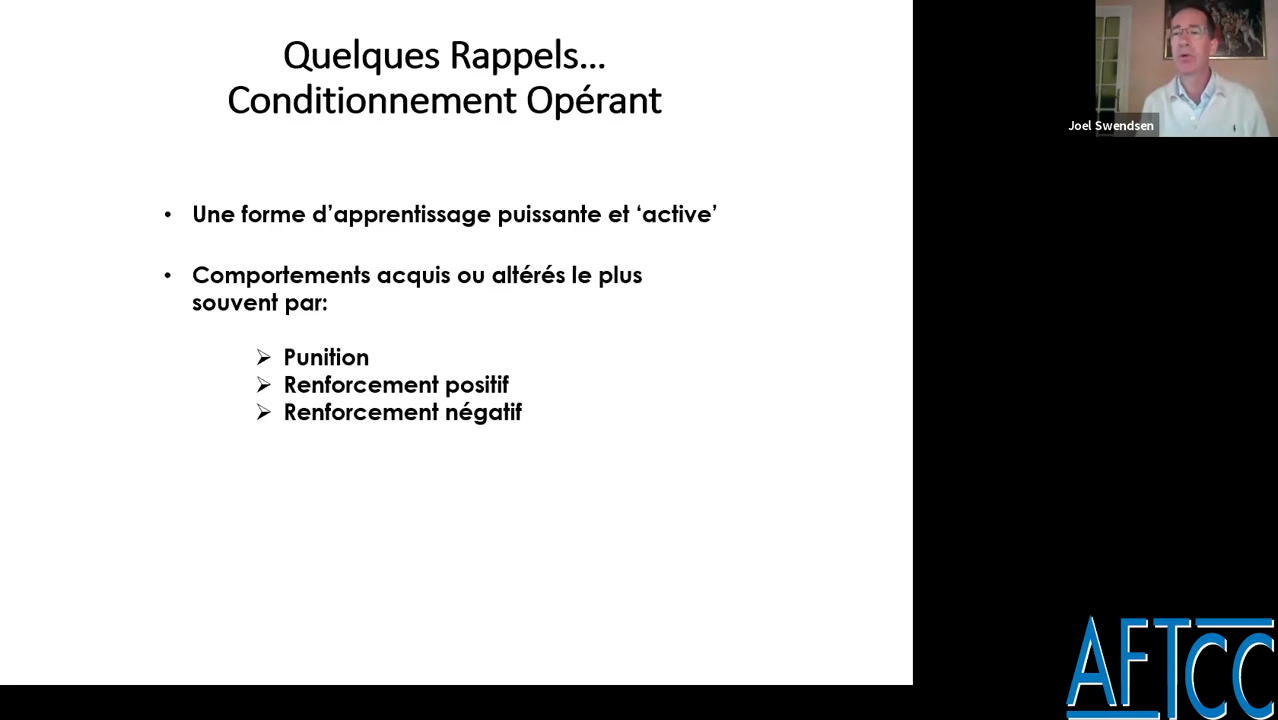 Quelques Rappels...
Conditionnement Opérant
• Une forme d’apprentissage puissante et ‘active’
• Comportements acquis ou altérés le plus
souvent par:
➢ Punition
➢ Renforcement positif
➢ Renforcement négatif
Joel Swendsen
AFTCC